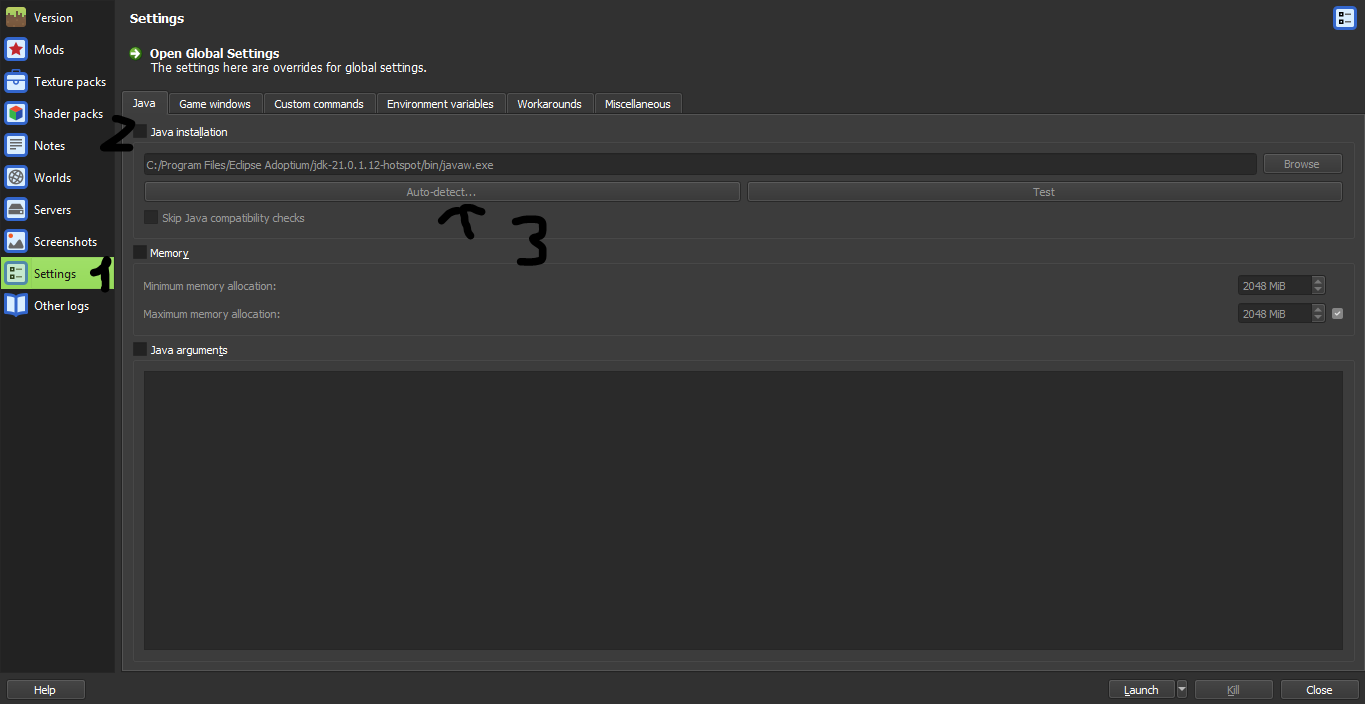 Version
Mods
Texture packs
Shader packs
Notes
Worlds
Servers
Screenshots
Settings
Other logs
Settings
Open Global Settings
The settings here are overrides for global settings.
Java Game windows Custom commands Environment variables Workarounds Miscellaneous
2
Java installation
C:/Program Files/Eclipse Adoptium/jdk-21.0.1.12-hotspot/bin/javaw.exe Browse
Auto-detect... Test
Skip Java compatibility checks
3
Memory
1
Minimum memory allocation: 2048 MiB
Maximum memory allocation: 2048 MiB
Java arguments
Help Launch Kill Close